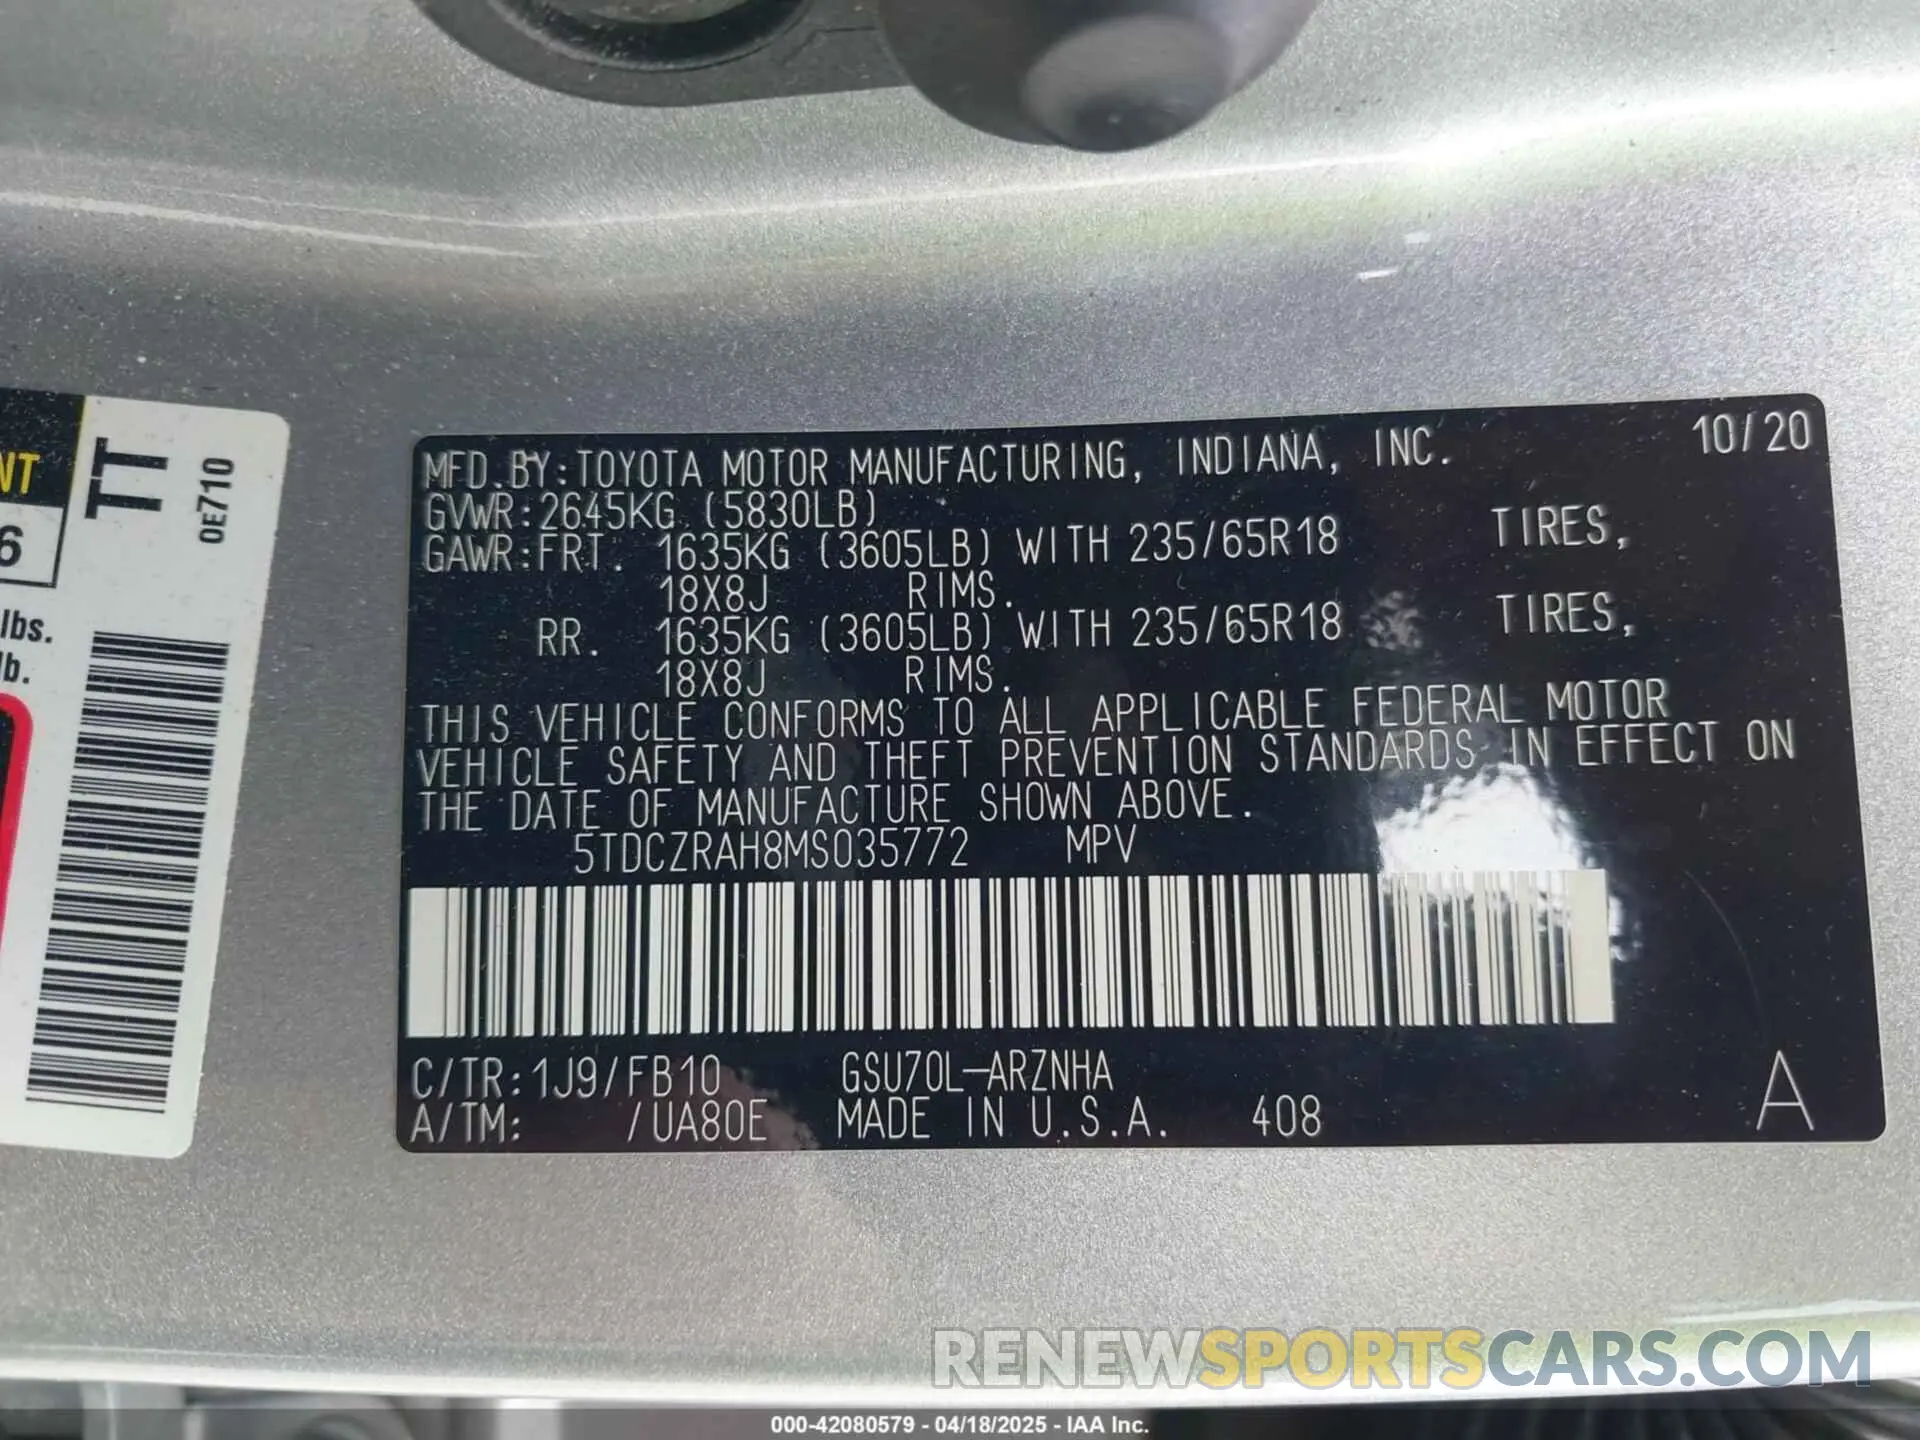 NT
6
lbs.
lb.
TT
0E710
MFD.BY:TOYOTA MOTOR MANUFACTURING, INDIANA, INC. 10/20
GVWR:2645KG (5830LB)
GAWR:FRT. 1635KG (3605LB) WITH 235/65R18 TIRES,
18X8J RIMS.
RR. 1635KG (3605LB) WITH 235/65R18 TIRES,
18X8J RIMS.
THIS VEHICLE CONFORMS TO ALL APPLICABLE FEDERAL MOTOR
VEHICLE SAFETY AND THEFT PREVENTION STANDARDS IN EFFECT ON
THE DATE OF MANUFACTURE SHOWN ABOVE.
5TDCZRAH8MS035772 MPV
C/TR:1J9/FB10 GSU70L-ARZNHA
A/TM: /UA80E MADE IN U.S.A. 408 A
RENEWSPORTSCARS.COM
000-42080579 - 04/18/2025 - IAA Inc.